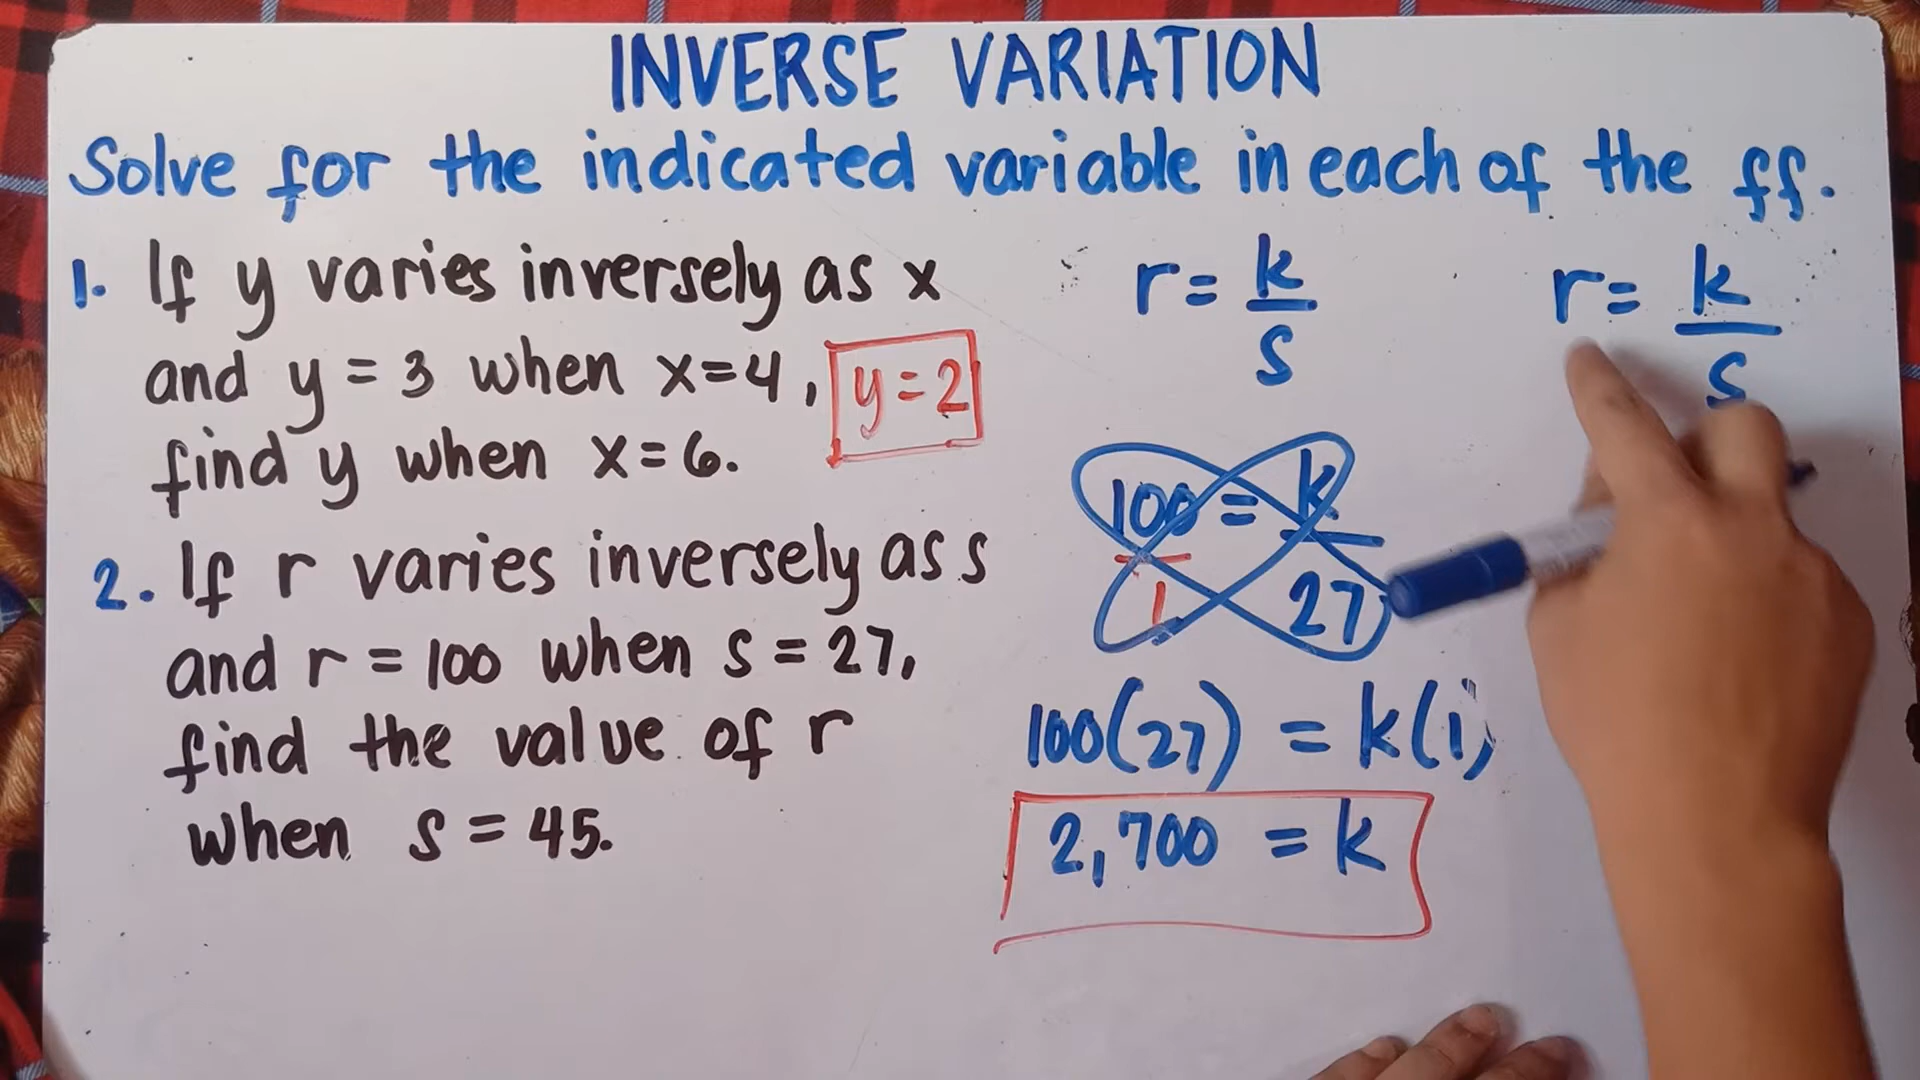 INVERSE VARIATION
Solve for the indicated variable in each of the ff.
1. If y varies inversely as x
and y = 3 when x=4,
find y when x=6.
y=2
2. If r varies inversely as s
and r = 100 when s = 27,
find the value of r
when s = 45.
r = k/s
100/1 = k/27
100(27) = k(1)
2,700 = k
r = k/s